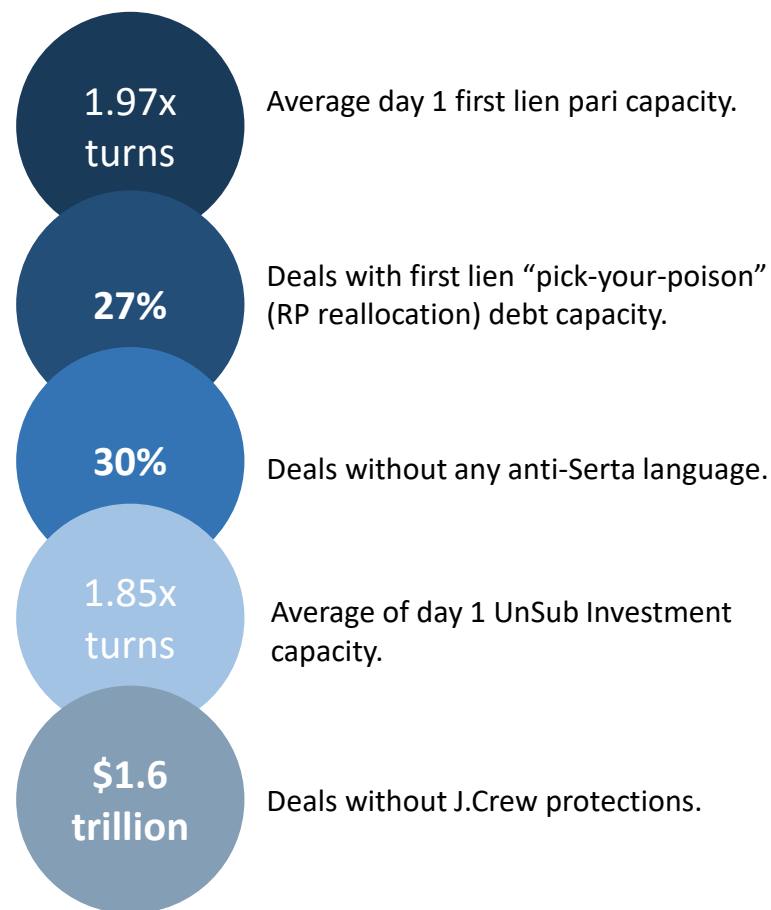 1.97x
turns
Average day 1 first lien pari capacity.
27%
Deals with first lien “pick-your-poison”
(RP reallocation) debt capacity.
30%
Deals without any anti-Serta language.
1.85x
turns
Average of day 1 UnSub Investment
capacity.
$1.6
trillion
Deals without J.Crew protections.